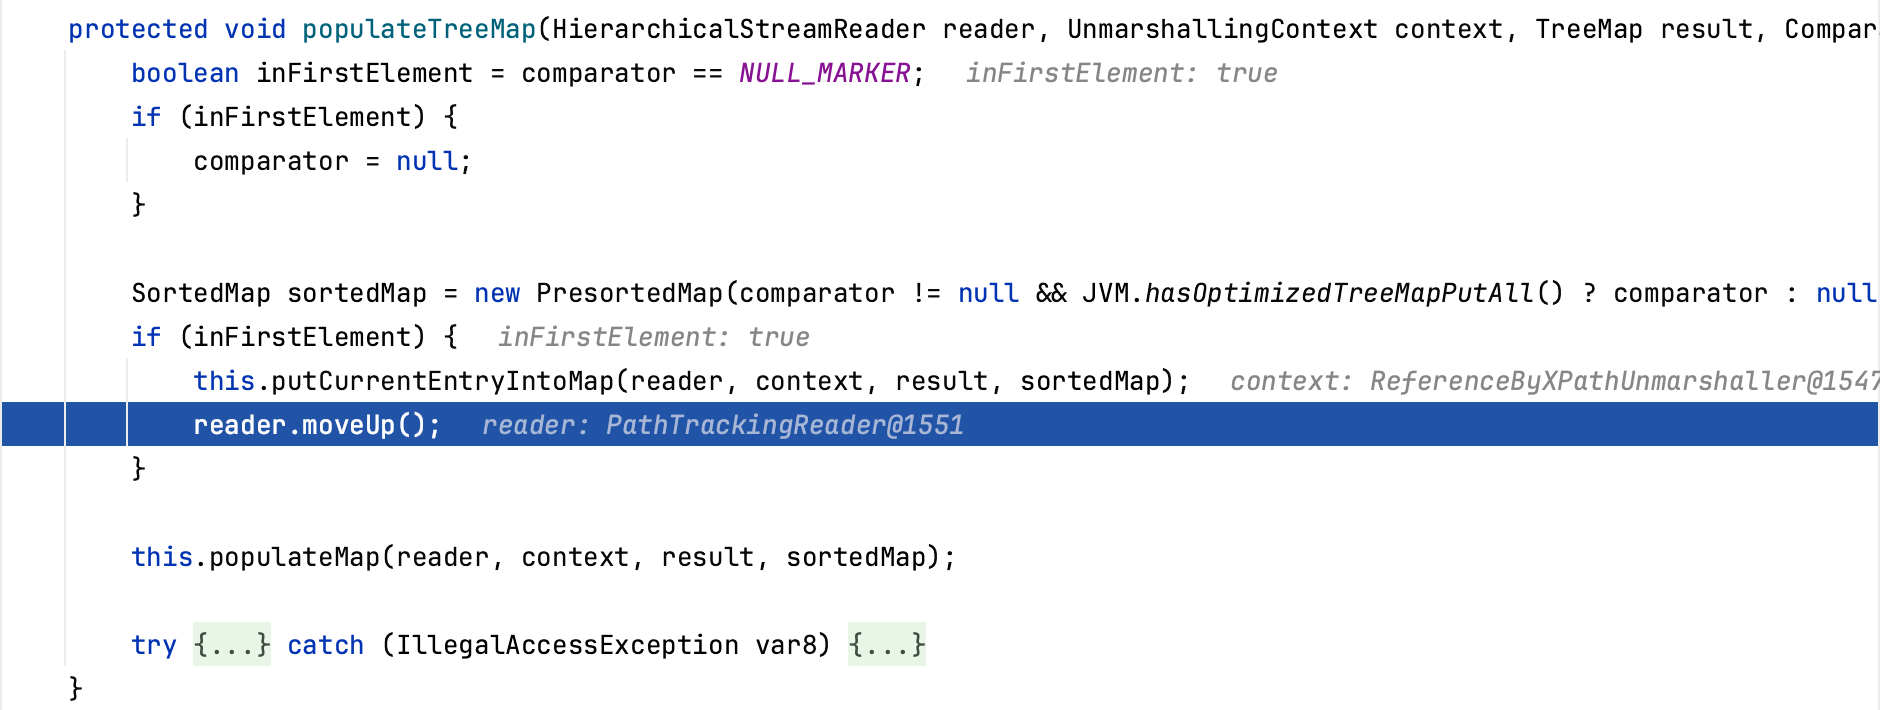 protected void populateTreeMap(HierarchicalStreamReader reader, UnmarshallingContext context, TreeMap result, Compar
boolean inFirstElement = comparator == NULL_MARKER; inFirstElement: true
if (inFirstElement) {
comparator = null;
}
SortedMap sortedMap = new PresortedMap(comparator != null && JVM.hasOptimizedTreeMapPutAll() ? comparator : null
if (inFirstElement) { inFirstElement: true
this.putCurrentEntryIntoMap(reader, context, result, sortedMap); context: ReferenceByXPathUnmarshaller@1547
reader.moveUp(); reader: PathTrackingReader@1551
}
this.populateMap(reader, context, result, sortedMap);
try {...} catch (IllegalAccessException var8) {...}
}